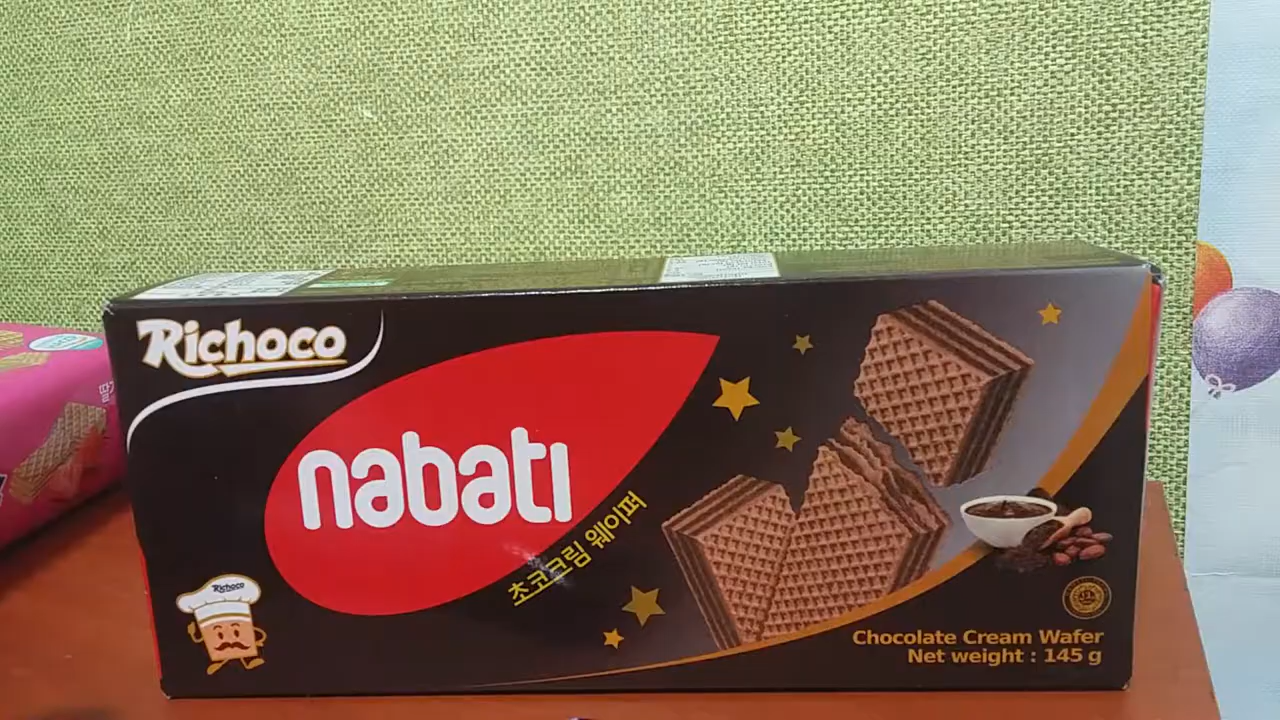 Richoco
nabati
초코크림 웨이퍼
Richoco
Chocolate Cream Wafer
Net weight : 145 g